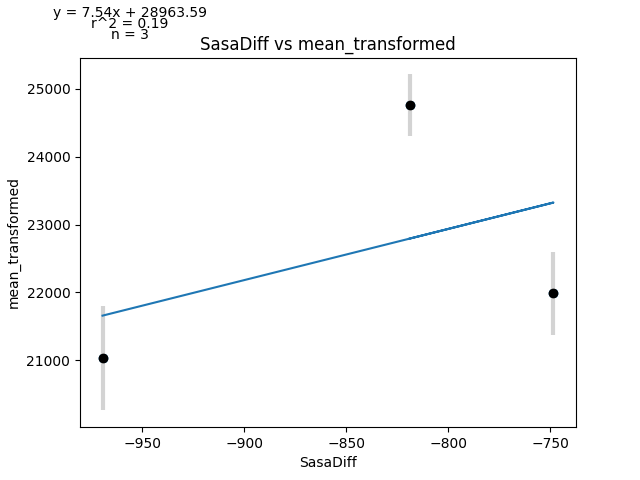 y = 7.54x + 28963.59
r^2 = 0.19
n = 3
SasaDiff vs mean_transformed
25000
24000
23000
22000
21000
mean_transformed
−950
−900
−850
−800
−750
SasaDiff